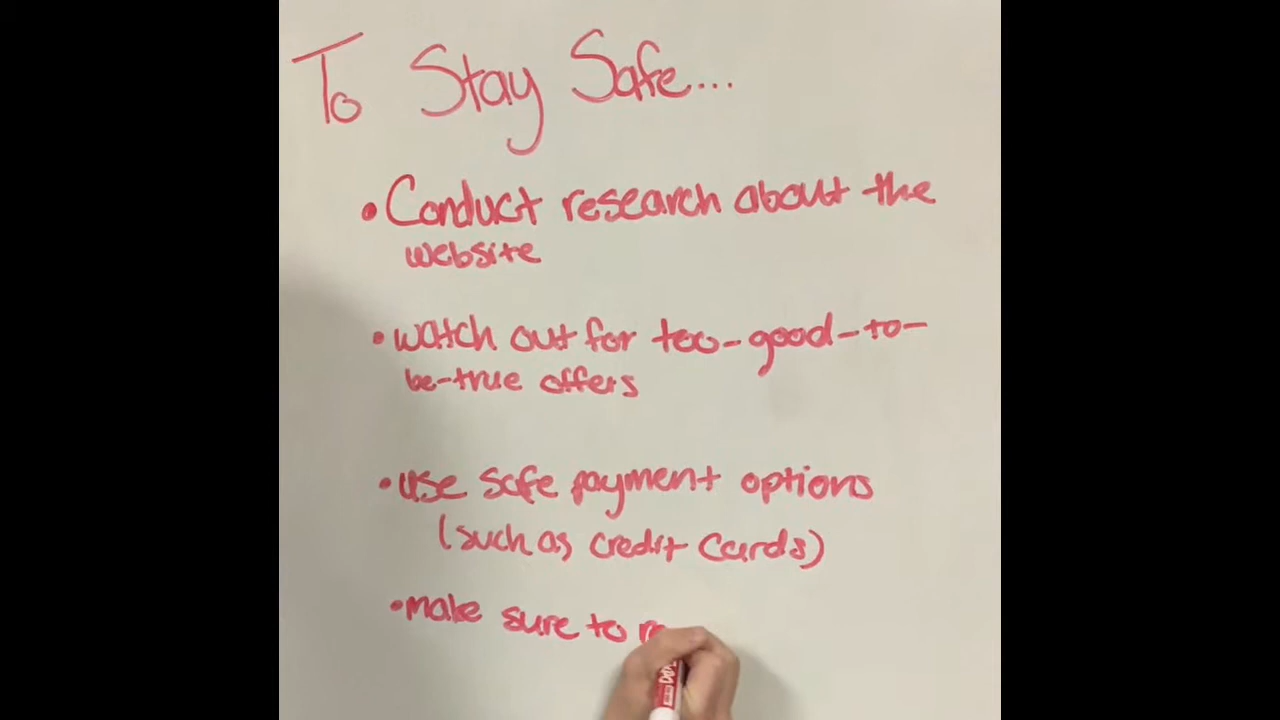 To Stay Safe...
• Conduct research about the
website
• watch out for too-good-to-
be-true offers
• use safe payment options
(such as credit cards)
• make sure to